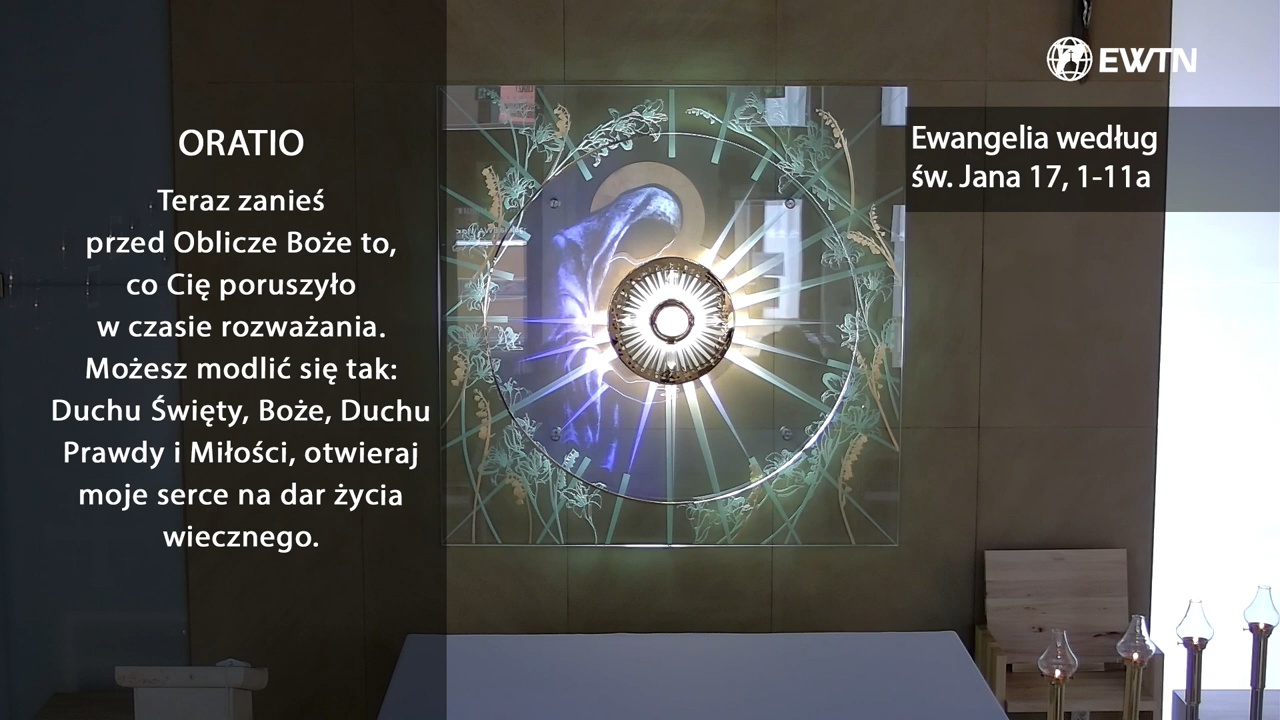 ORATIO
Teraz zanieś
przed Oblicze Boże to,
co Cię poruszyło
w czasie rozważania.
Możesz modlić się tak:
Duchu Święty, Boże, Duchu
Prawdy i Miłości, otwieraj
moje serce na dar życia
wiecznego.
EWTN
Ewangelia według
św. Jana 17, 1-11a